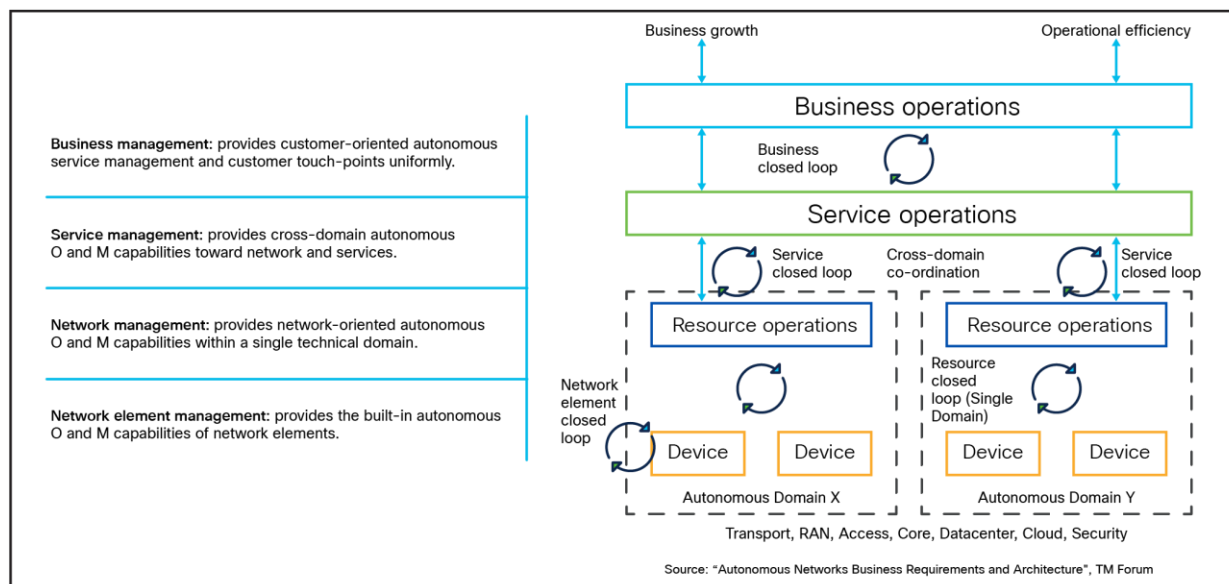 Business growth
Operational efficiency
Business operations
Business management: provides customer-oriented autonomous
service management and customer touch-points uniformly.
Business
closed loop
Service operations
Service management: provides cross-domain autonomous
O and M capabilities toward network and services.
Service
closed loop
Cross-domain
co-ordination
Service
closed loop
Network management: provides network-oriented autonomous
O and M capabilities within a single technical domain.
Resource operations
Resource operations
Network
element
closed
loop
Resource
closed
loop (Single
Domain)
Network element management: provides the built-in autonomous
O and M capabilities of network elements.
Device
Device
Device
Device
Autonomous Domain X
Autonomous Domain Y
Transport, RAN, Access, Core, Datacenter, Cloud, Security
Source: “Autonomous Networks Business Requirements and Architecture”, TM Forum